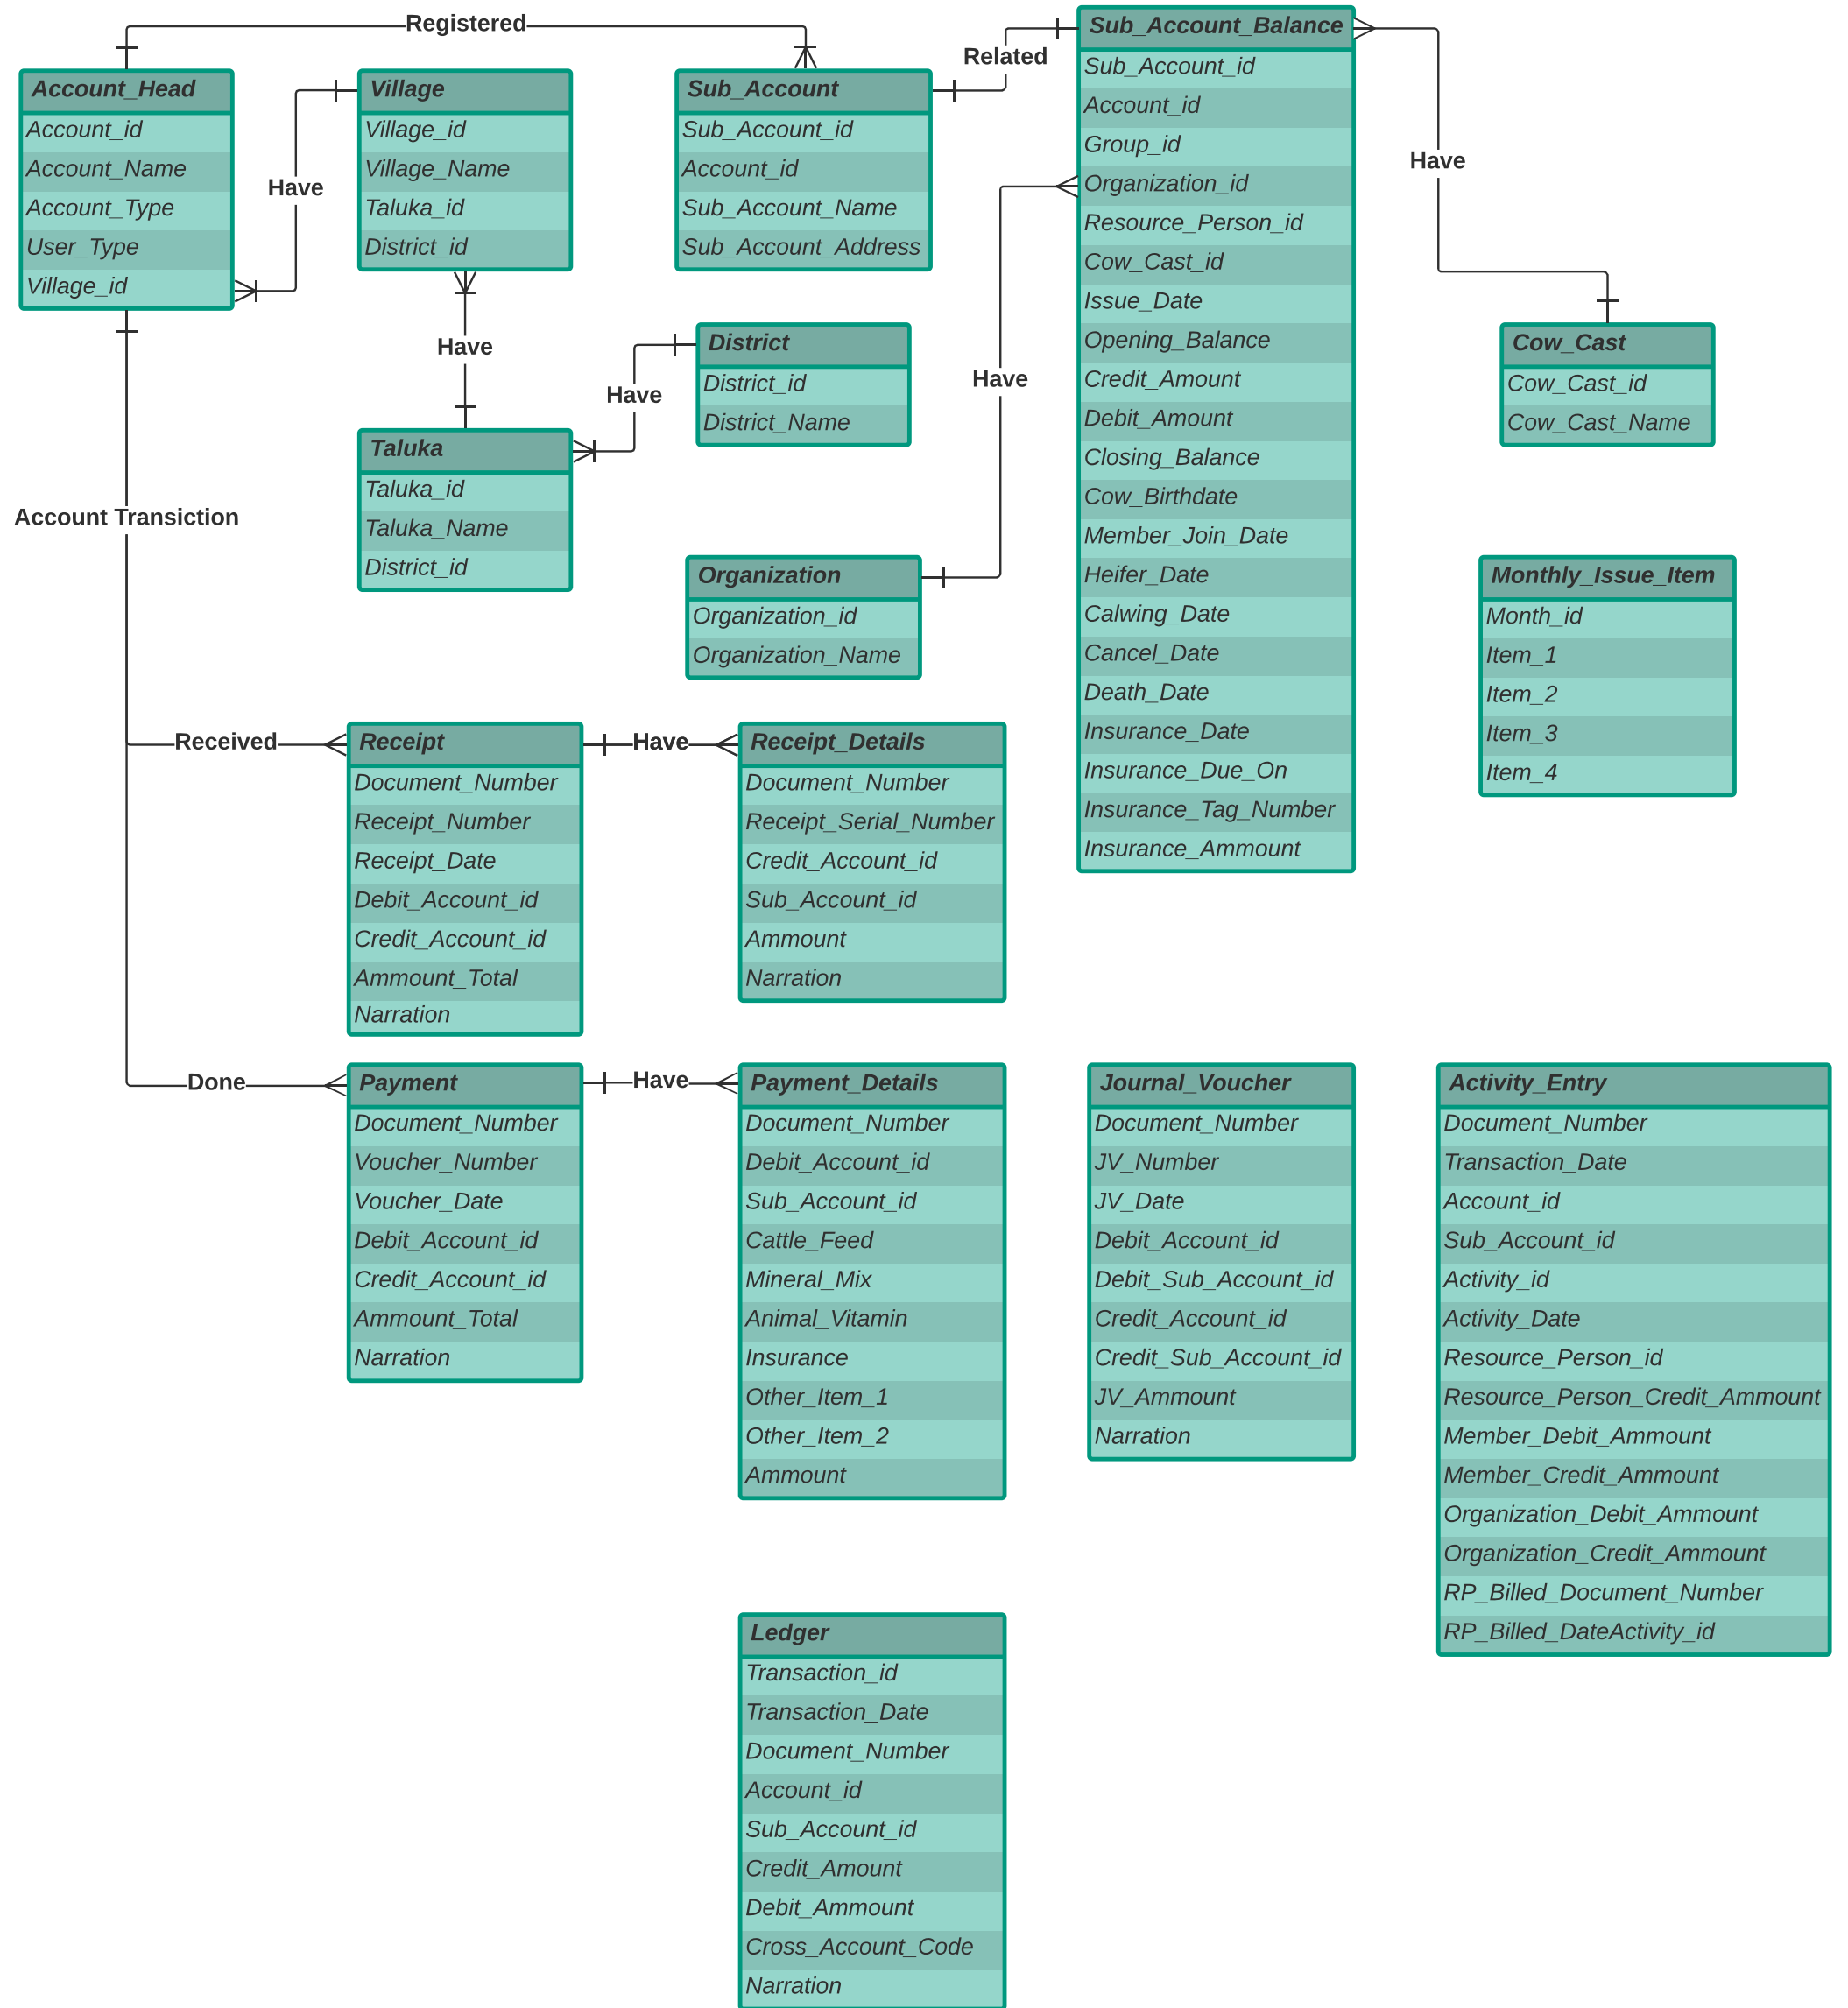 Registered
Account_Head
Account_id
Account_Name
Account_Type
User_Type
Village_id
Have
Village
Village_id
Village_Name
Taluka_id
District_id
Sub_Account
Sub_Account_id
Account_id
Sub_Account_Name
Sub_Account_Address
Related
Sub_Account_Balance
Sub_Account_id
Account_id
Group_id
Organization_id
Resource_Person_id
Cow_Cast_id
Issue_Date
Opening_Balance
Credit_Amount
Debit_Amount
Closing_Balance
Cow_Birthdate
Member_Join_Date
Heifer_Date
Calwing_Date
Cancel_Date
Death_Date
Insurance_Date
Insurance_Due_On
Insurance_Tag_Number
Insurance_Ammount
Have
Cow_Cast
Cow_Cast_id
Cow_Cast_Name
Have
Have
District
District_id
District_Name
Have
Taluka
Taluka_id
Taluka_Name
District_id
Account Transiction
Organization
Organization_id
Organization_Name
Monthly_Issue_Item
Month_id
Item_1
Item_2
Item_3
Item_4
Received
Receipt
Document_Number
Receipt_Number
Receipt_Date
Debit_Account_id
Credit_Account_id
Ammount_Total
Narration
Have
Receipt_Details
Document_Number
Receipt_Serial_Number
Credit_Account_id
Sub_Account_id
Ammount
Narration
Done
Payment
Document_Number
Voucher_Number
Voucher_Date
Debit_Account_id
Credit_Account_id
Ammount_Total
Narration
Have
Payment_Details
Document_Number
Debit_Account_id
Sub_Account_id
Cattle_Feed
Mineral_Mix
Animal_Vitamin
Insurance
Other_Item_1
Other_Item_2
Ammount
Journal_Voucher
Document_Number
JV_Number
JV_Date
Debit_Account_id
Debit_Sub_Account_id
Credit_Account_id
Credit_Sub_Account_id
JV_Ammount
Narration
Activity_Entry
Document_Number
Transaction_Date
Account_id
Sub_Account_id
Activity_id
Activity_Date
Resource_Person_id
Resource_Person_Credit_Ammount
Member_Debit_Ammount
Member_Credit_Ammount
Organization_Debit_Ammount
Organization_Credit_Ammount
RP_Billed_Document_Number
RP_Billed_DateActivity_id
Ledger
Transaction_id
Transaction_Date
Document_Number
Account_id
Sub_Account_id
Credit_Amount
Debit_Ammount
Cross_Account_Code
Narration